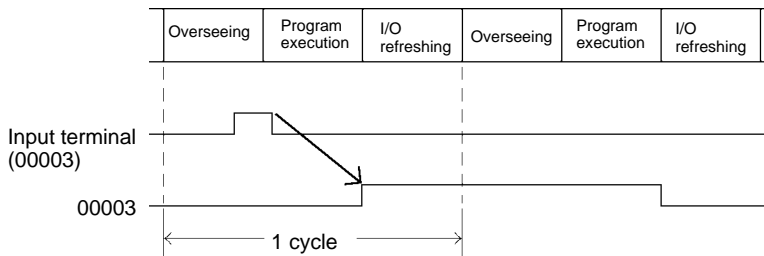 Overseeing
Program
execution
I/O
refreshing
Overseeing
Program
execution
I/O
refreshing
Input terminal
(00003)
00003
1 cycle